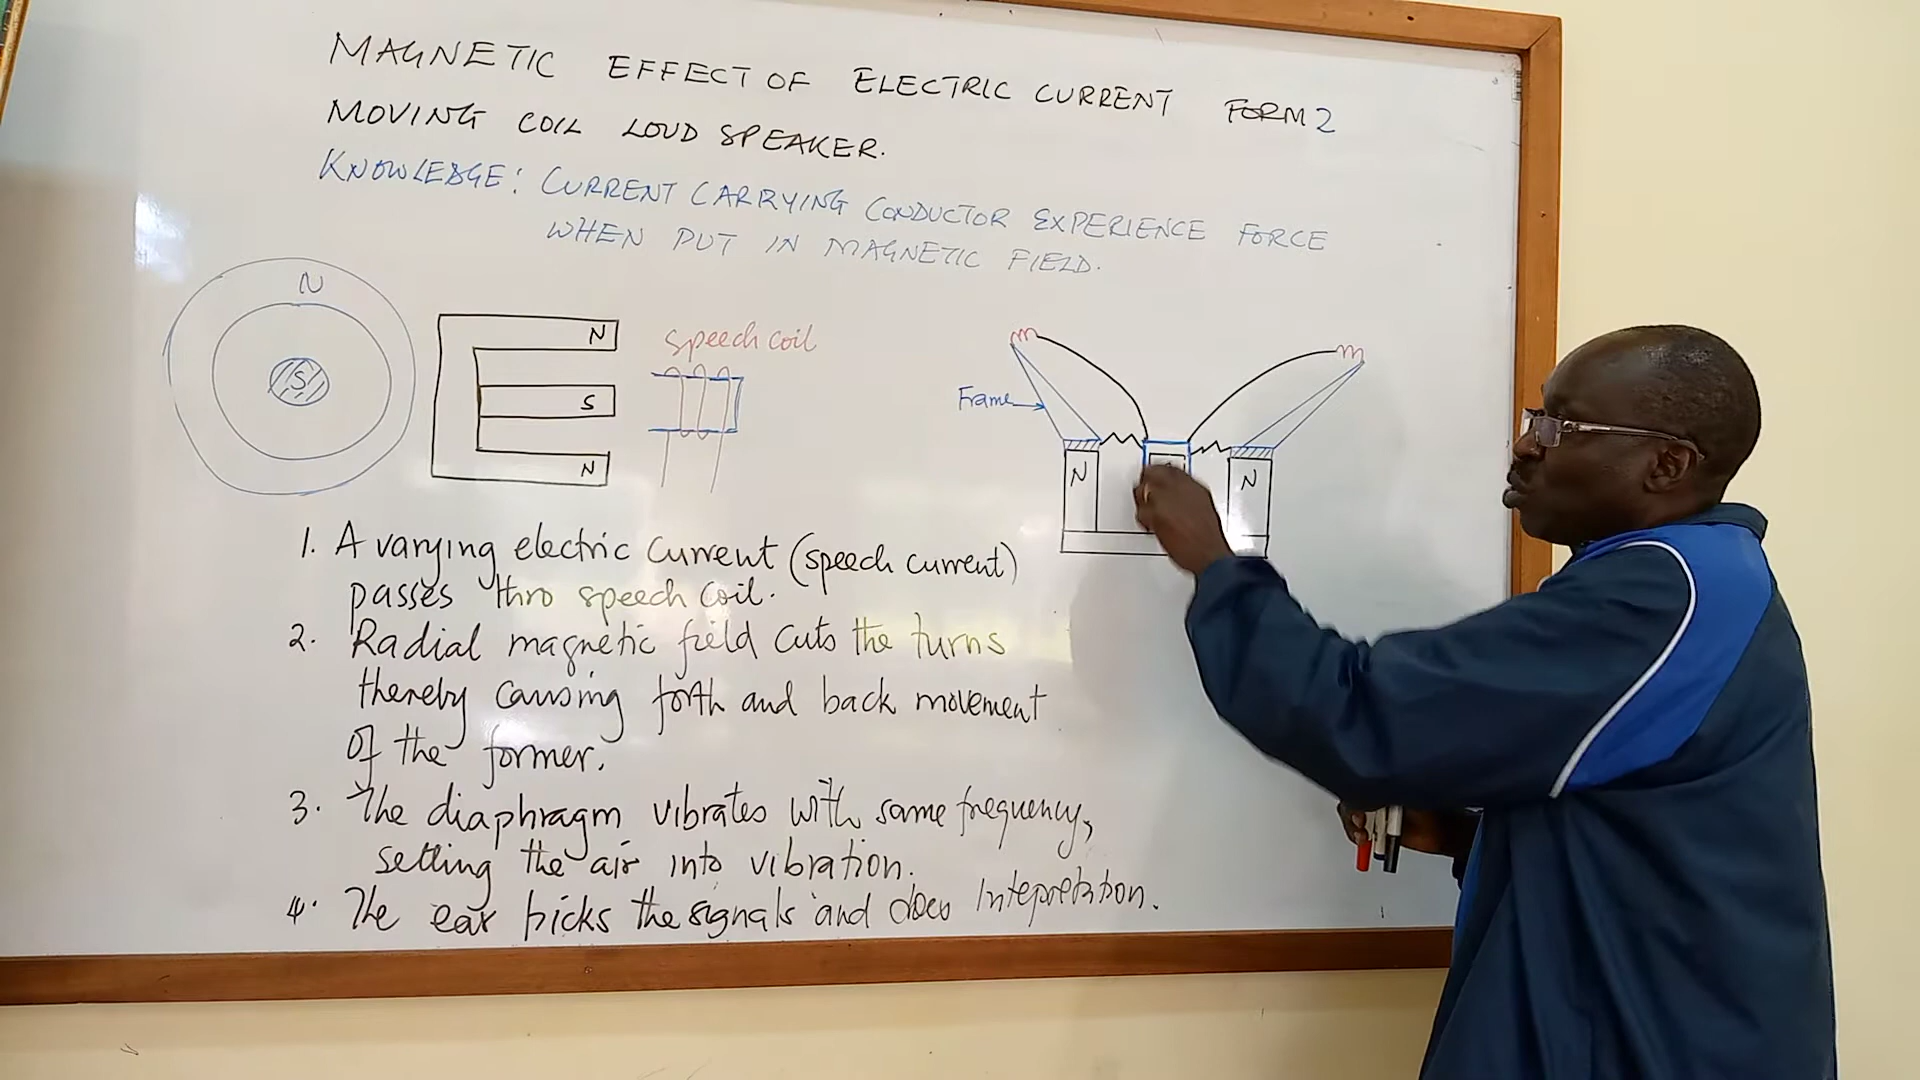 MAGNETIC EFFECT OF ELECTRIC CURRENT FORM 2
MOVING COIL LOUD SPEAKER.
KNOWLEDGE: CURRENT CARRYING CONDUCTOR EXPERIENCE FORCE
WHEN PUT IN MAGNETIC FIELD.
N
S
N
S
N
speech coil
Frame
N
N
1. A varying electric current (speech current)
passes thro speech coil.
2. Radial magnetic field cuts the turns
thereby causing forth and back movement
of the former.
3. The diaphragm vibrates with same frequency,
setting the air into vibration.
4. The ear picks the signals and does Intepretation.